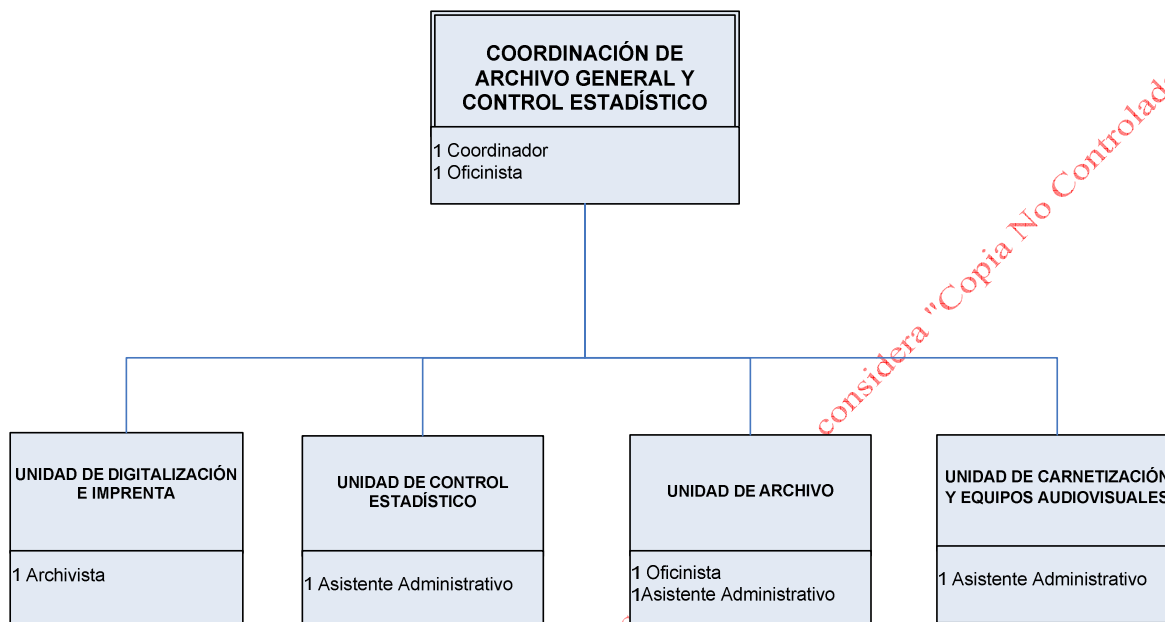 COORDINACIÓN DE
ARCHIVO GENERAL Y
CONTROL ESTADÍSTICO
1 Coordinador
1 Oficinista
considera "Copia No Controlada
UNIDAD DE DIGITALIZACIÓN
E IMPRENTA
1 Archivista
UNIDAD DE CONTROL
ESTADÍSTICO
1 Asistente Administrativo
UNIDAD DE ARCHIVO
1 Oficinista
1Asistente Administrativo
UNIDAD DE CARNETIZACIÓN
Y EQUIPOS AUDIOVISUALES
1 Asistente Administrativo